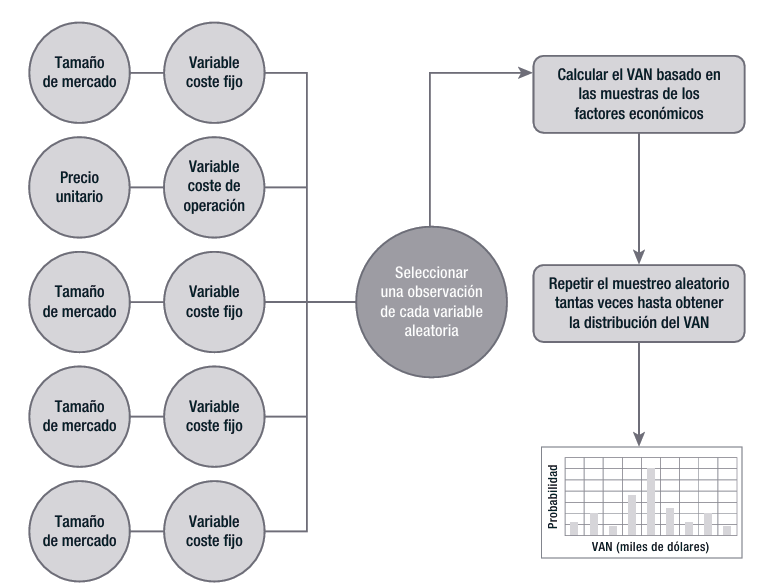 Tamaño
de mercado
Variable
coste fijo
Precio
unitario
Variable
coste de
operación
Tamaño
de mercado
Variable
coste fijo
Tamaño
de mercado
Variable
coste fijo
Tamaño
de mercado
Variable
coste fijo
Seleccionar
una observación
de cada variable
aleatoria
Calcular el VAN basado en
las muestras de los
factores económicos
Repetir el muestreo aleatorio
tantas veces hasta obtener
la distribución del VAN
Probabilidad
VAN (miles de dólares)